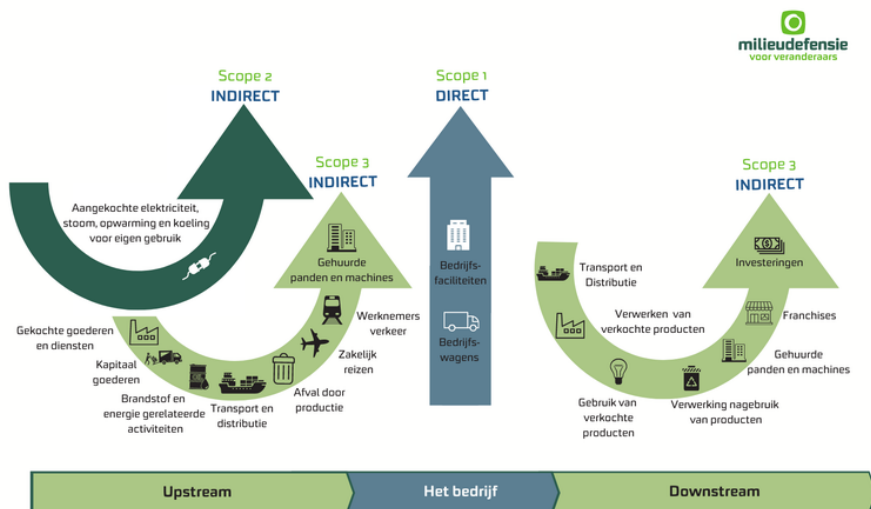 milieudefensie
voor veranderaars
Scope 2
INDIRECT
Aangekochte elektriciteit,
stoom, opwarming en koeling
voor eigen gebruik
Scope 3
INDIRECT
Gehuurde
panden en machines
Werknemers
verkeer
Zakelijk
reizen
Afval door
productie
Transport en
distributie
Brandstof en
energie gerelateerde
activiteiten
Kapitaal
goederen
Gekochte goederen
en diensten
Scope 1
DIRECT
Bedrijfs-
faciliteiten
Bedrijfs-
wagens
Scope 3
INDIRECT
Investeringen
Franchises
Gehuurde
panden en machines
Verwerking nagebruik
van producten
Gebruik van
verkochte
producten
Verwerken van
verkochte producten
Transport en
Distributie
Upstream
Het bedrijf
Downstream